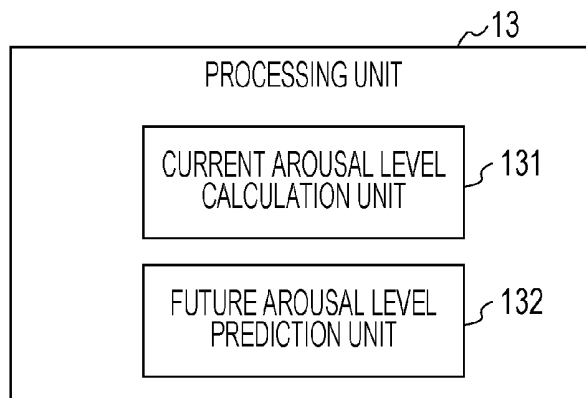 13
PROCESSING UNIT
CURRENT AROUSAL LEVEL
CALCULATION UNIT
131
FUTURE AROUSAL LEVEL
PREDICTION UNIT
132